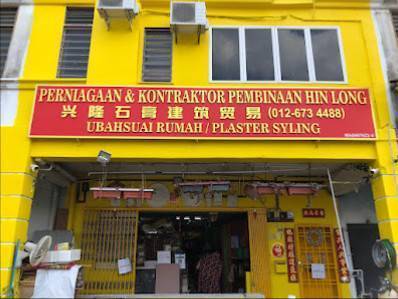 PERNIAGAAN & KONTRAKTOR PEMBINAAN HIN LONG
兴隆石膏建筑贸易 (012-673 4488)
UBAHSUAI RUMAH / PLASTER SYLING